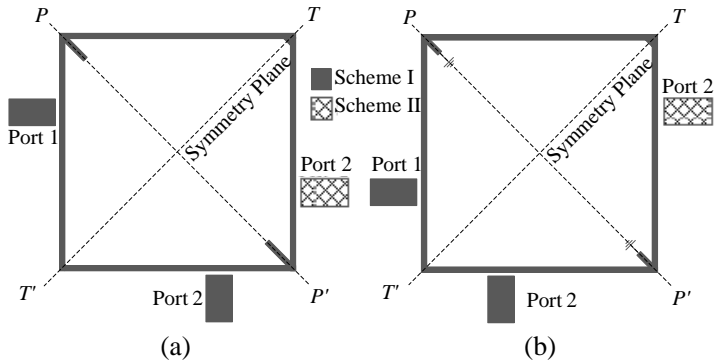 P
T
Symmetry Plane
Port 1
Port 2
Port 2
T'
P'
(a)
Scheme I
Scheme II
P
T
Symmetry Plane
Port 2
Port 1
Port 2
T'
P'
(b)